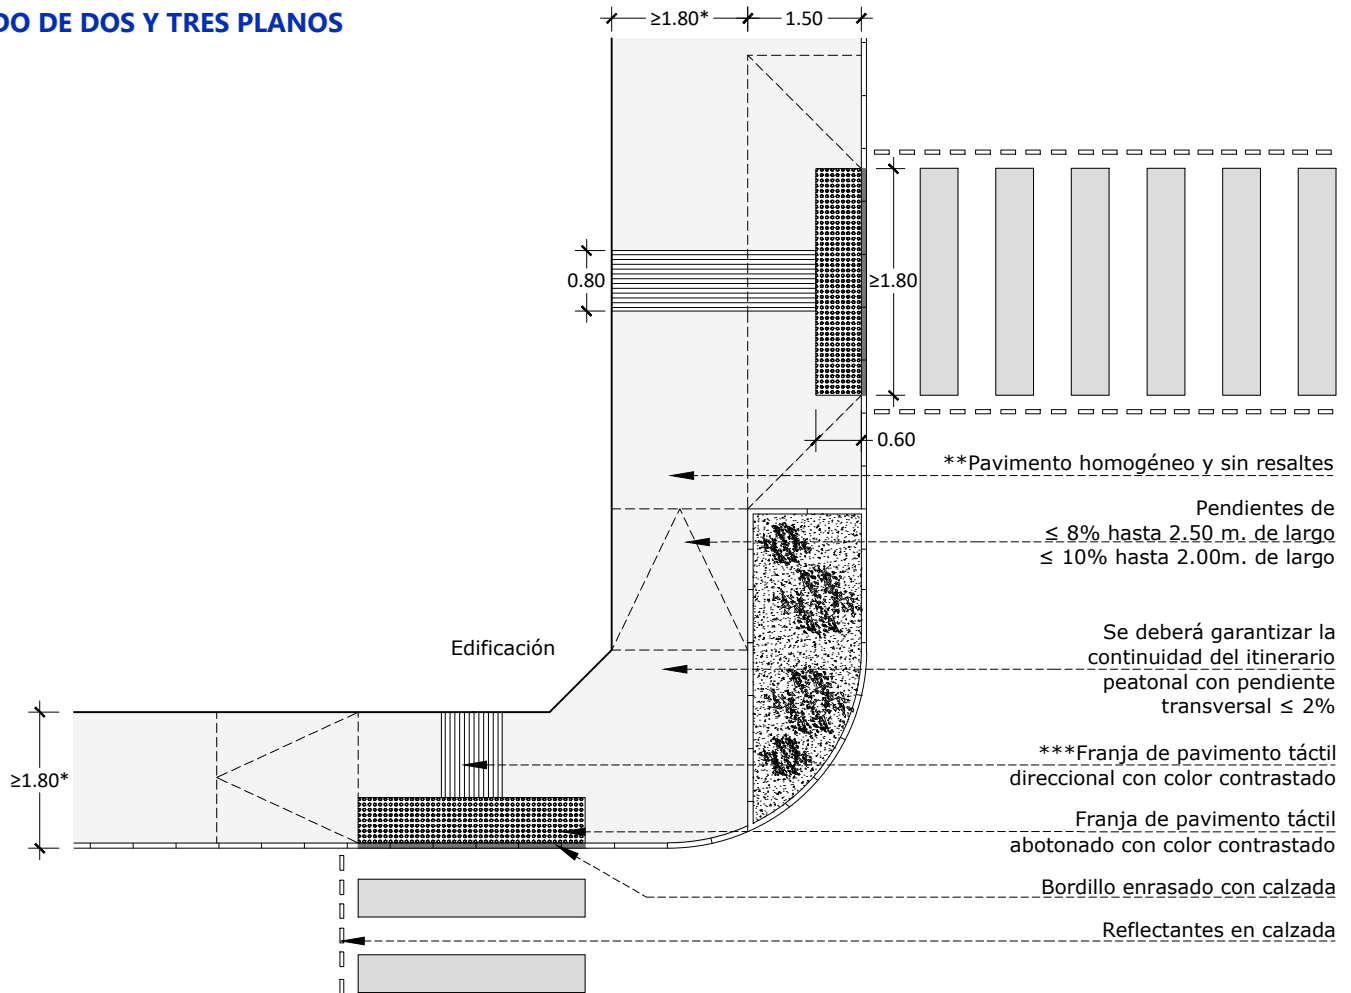 DO DE DOS Y TRES PLANOS
≥1.80*
1.50
0.80
≥1.80
0.60
**Pavimento homogéneo y sin resaltes
Pendientes de
≤ 8% hasta 2.50 m. de largo
≤ 10% hasta 2.00m. de largo
Edificación
Se deberá garantizar la
continuidad del itinerario
peatonal con pendiente
transversal ≤ 2%
≥1.80*
***Franja de pavimento táctil
direccional con color contrastado
Franja de pavimento táctil
abotonado con color contrastado
Bordillo enrasado con calzada
Reflectantes en calzada